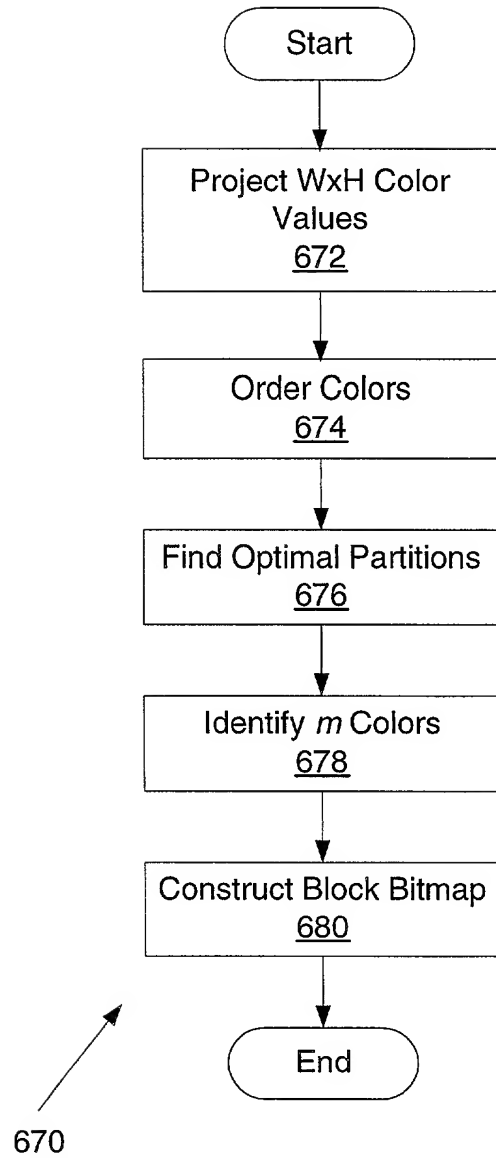 Start
Project WxH Color
Values
672
Order Colors
674
Find Optimal Partitions
676
Identify m Colors
678
Construct Block Bitmap
680
End
670